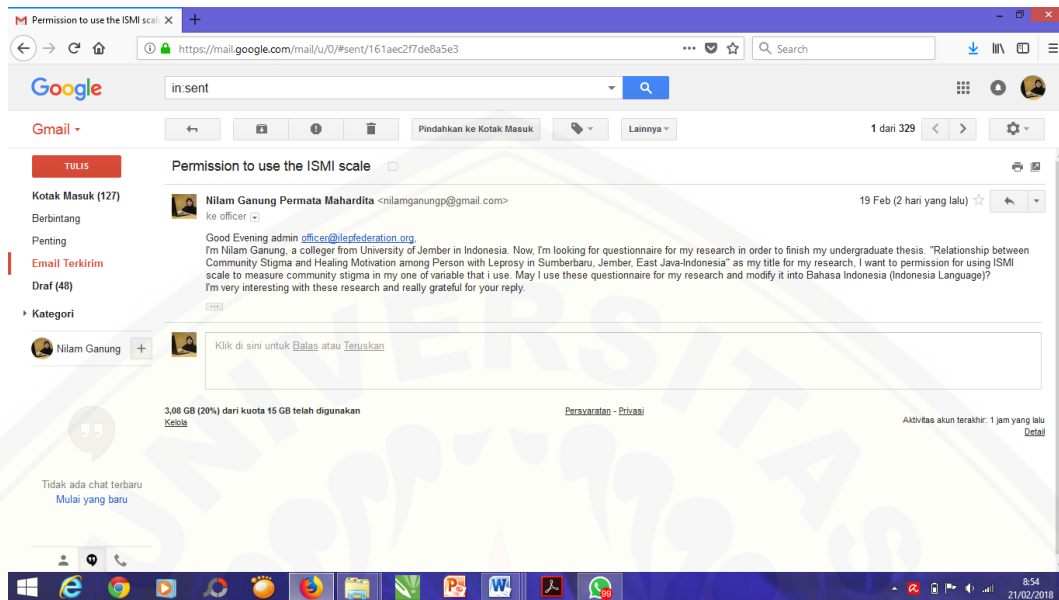 Permission to use the ISMI scal
https://mail.google.com/mail/u/0/#sent/161aec2f7de8a5e3
Search
Google
in:sent
Gmail
Pindahkan ke Kotak Masuk
Lainnya
1 dari 329
TULIS
Permission to use the ISMI scale
Kotak Masuk (127)
Berbintang
Penting
Email Terkirim
Draf (48)
Kategori
Nilam Ganung
Nilam Ganung Permata Mahardita <nilamganungp@gmail.com>
19 Feb (2 hari yang lalu)
ke officer
Good Evening admin officer@ilepfederation.org,
I'm Nilam Ganung, a colleger from University of Jember in Indonesia. Now, I'm looking for questionnaire for my research in order to finish my undergraduate thesis. "Relationship between
Community Stigma and Healing Motivation among Person with Leprosy in Sumberbaru, Jember, East Java-Indonesia" as my title for my research, I want to permission for using ISMI
scale to measure community stigma in my one of variable that i use. May I use these questionnaire for my research and modify it into Bahasa Indonesia (Indonesia Language)?
I'm very interesting with these research and really grateful for your reply.
Klik di sini untuk Balas atau Teruskan
3,08 GB (20%) dari kuota 15 GB telah digunakan
Kelola
Persyaratan - Privasi
Aktivitas akun terakhir: 1 jam yang lalu
Detail
Tidak ada chat terbaru
Mulai yang baru
UNIVERSITAS
99
8:54
21/02/2018